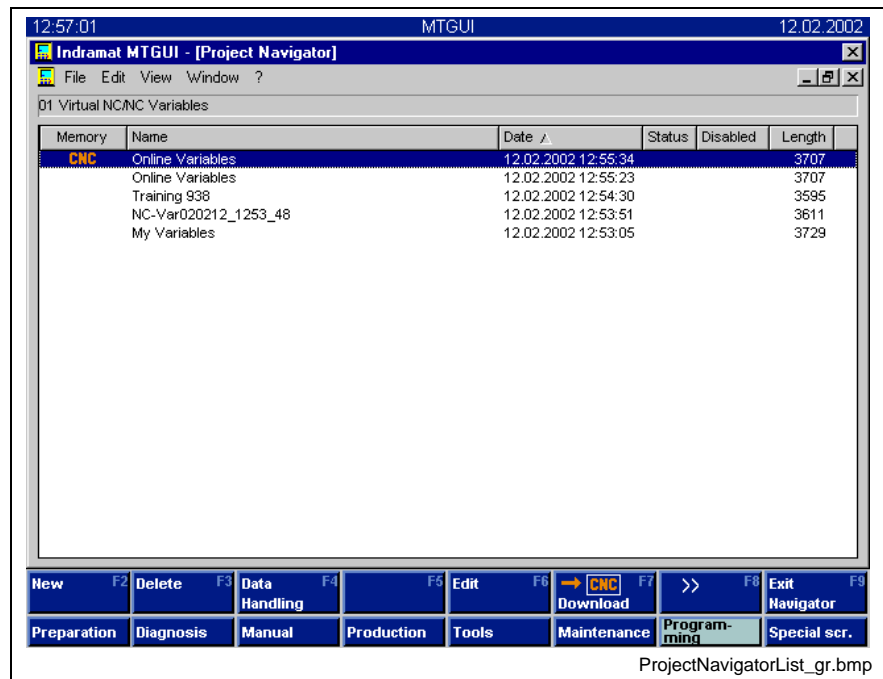 12:57:01 MTGUI 12.02.2002
Indramat MTGUI - [Project Navigator]
File Edit View Window ?
01 Virtual NC/NC Variables
Memory Name Date Status Disabled Length
CNC Online Variables 12.02.2002 12:55:34 3707
Online Variables 12.02.2002 12:55:23 3707
Training 938 12.02.2002 12:54:30 3595
NC-Var020212_1253_48 12.02.2002 12:53:51 3611
My Variables 12.02.2002 12:53:05 3729
New F2 Delete F3 Data F4 F5 Edit F6 → CNC F7 >> F8 Exit F9
Handling Download Navigator
Preparation Diagnosis Manual Production Tools Maintenance Program- Special scr.
ming
ProjectNavigatorList_gr.bmp